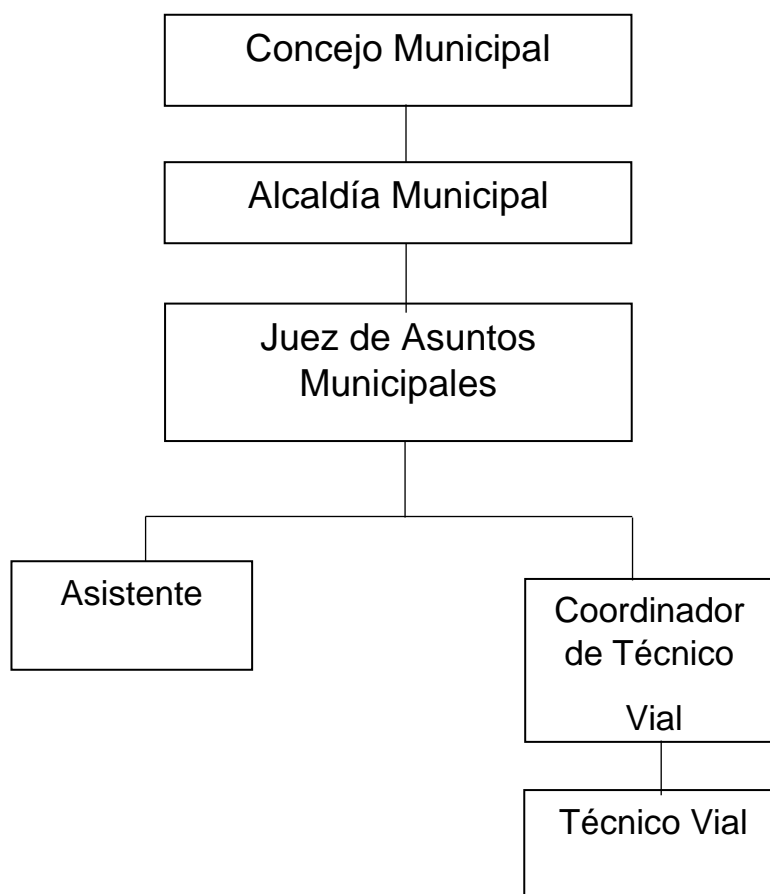 Concejo Municipal
Alcaldía Municipal
Juez de Asuntos
Municipales
Asistente
Coordinador
de Técnico
Vial
Técnico Vial